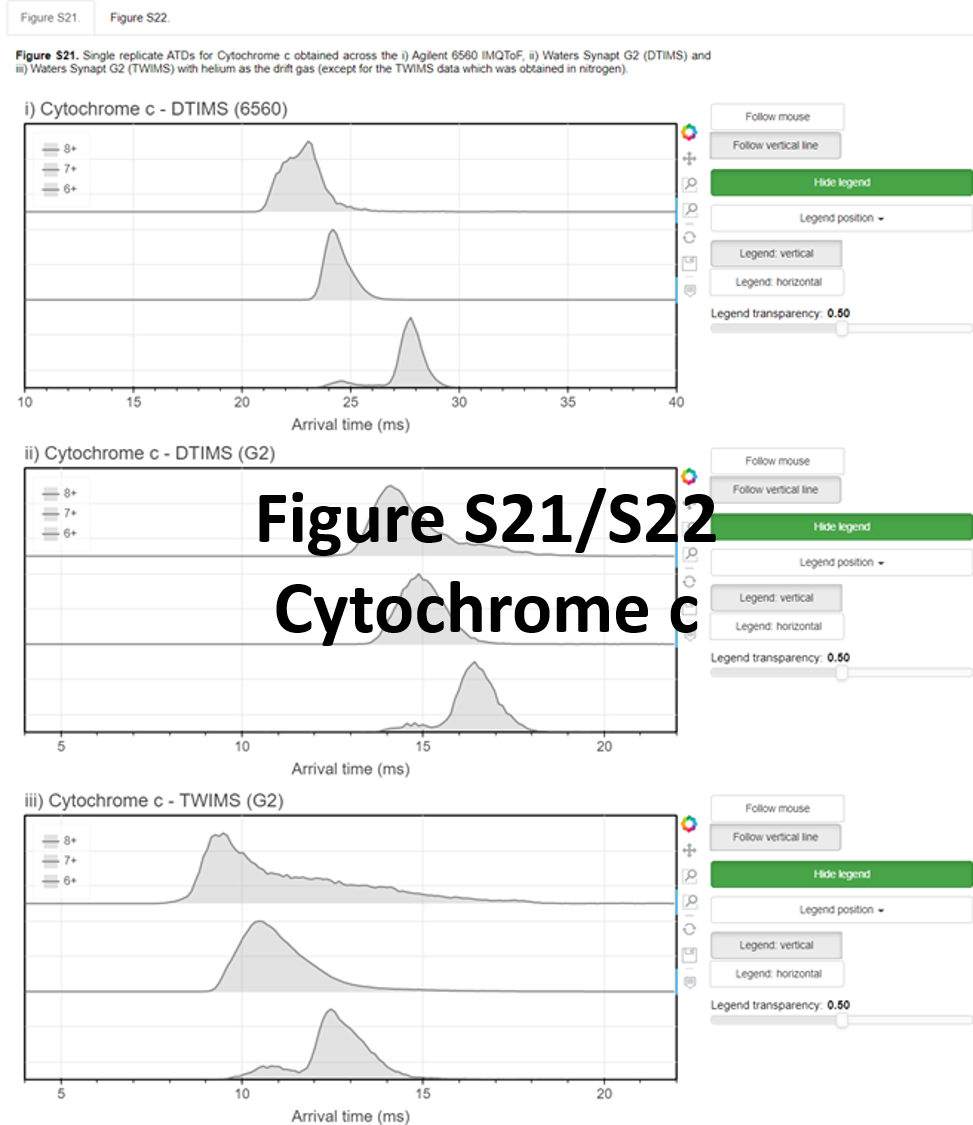 Figure S21. Figure S22.
Figure S21. Single replicate ATDs for Cytochrome c obtained across the i) Agilent 6560 IMQToF, ii) Waters Synapt G2 (DTIMS) and
iii) Waters Synapt G2 (TWIMS) with helium as the drift gas (except for the TWIMS data which was obtained in nitrogen).
i) Cytochrome c - DTIMS (6560)
8+
7+
6+
10 15 20 25 30 35 40
Arrival time (ms)
Follow mouse
Follow vertical line
Hide legend
Legend position
Legend: vertical
Legend: horizontal
Legend transparency: 0.50
ii) Cytochrome c - DTIMS (G2)
8+
7+
6+
Figure S21/S22
Cytochrome c
5 10 15 20
Arrival time (ms)
Follow mouse
Follow vertical line
Hide legend
Legend position
Legend: vertical
Legend: horizontal
Legend transparency: 0.50
iii) Cytochrome c - TWIMS (G2)
8+
7+
6+
5 10 15 20
Arrival time (ms)
Follow mouse
Follow vertical line
Hide legend
Legend position
Legend: vertical
Legend: horizontal
Legend transparency: 0.50